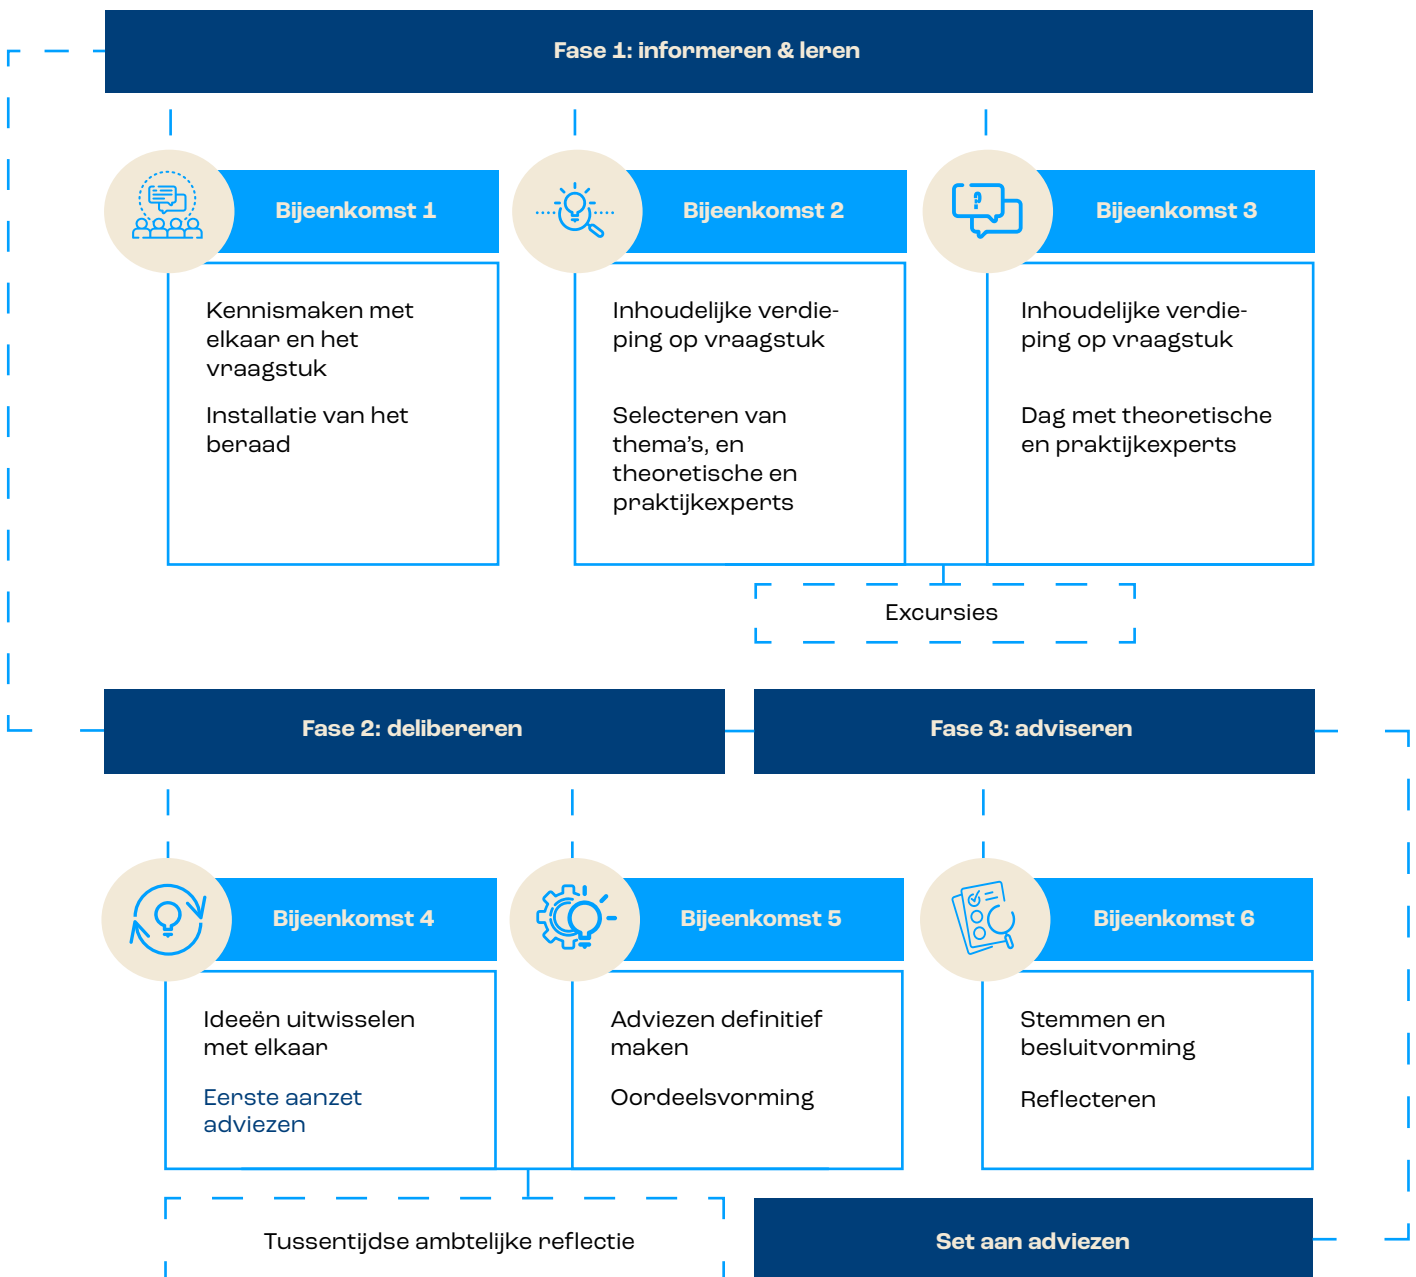 Fase 1: informeren & leren
Bijeenkomst 1
Kennismaken met
elkaar en het
vraagstuk
Installatie van het
beraad
Bijeenkomst 2
Inhoudelijke verdie-
ping op vraagstuk
Selecteren van
thema’s, en
theoretische en
praktijkexperts
Bijeenkomst 3
?
Inhoudelijke verdie-
ping op vraagstuk
Dag met theoretische
en praktijkexperts
Excursies
Fase 2: delibereren
Fase 3: adviseren
Bijeenkomst 4
Ideeën uitwisselen
met elkaar
Eerste aanzet
adviezen
Bijeenkomst 5
Adviezen definitief
maken
Oordeelsvorming
Bijeenkomst 6
Stemmen en
besluitvorming
Reflecteren
Tussentijdse ambtelijke reflectie
Set aan adviezen